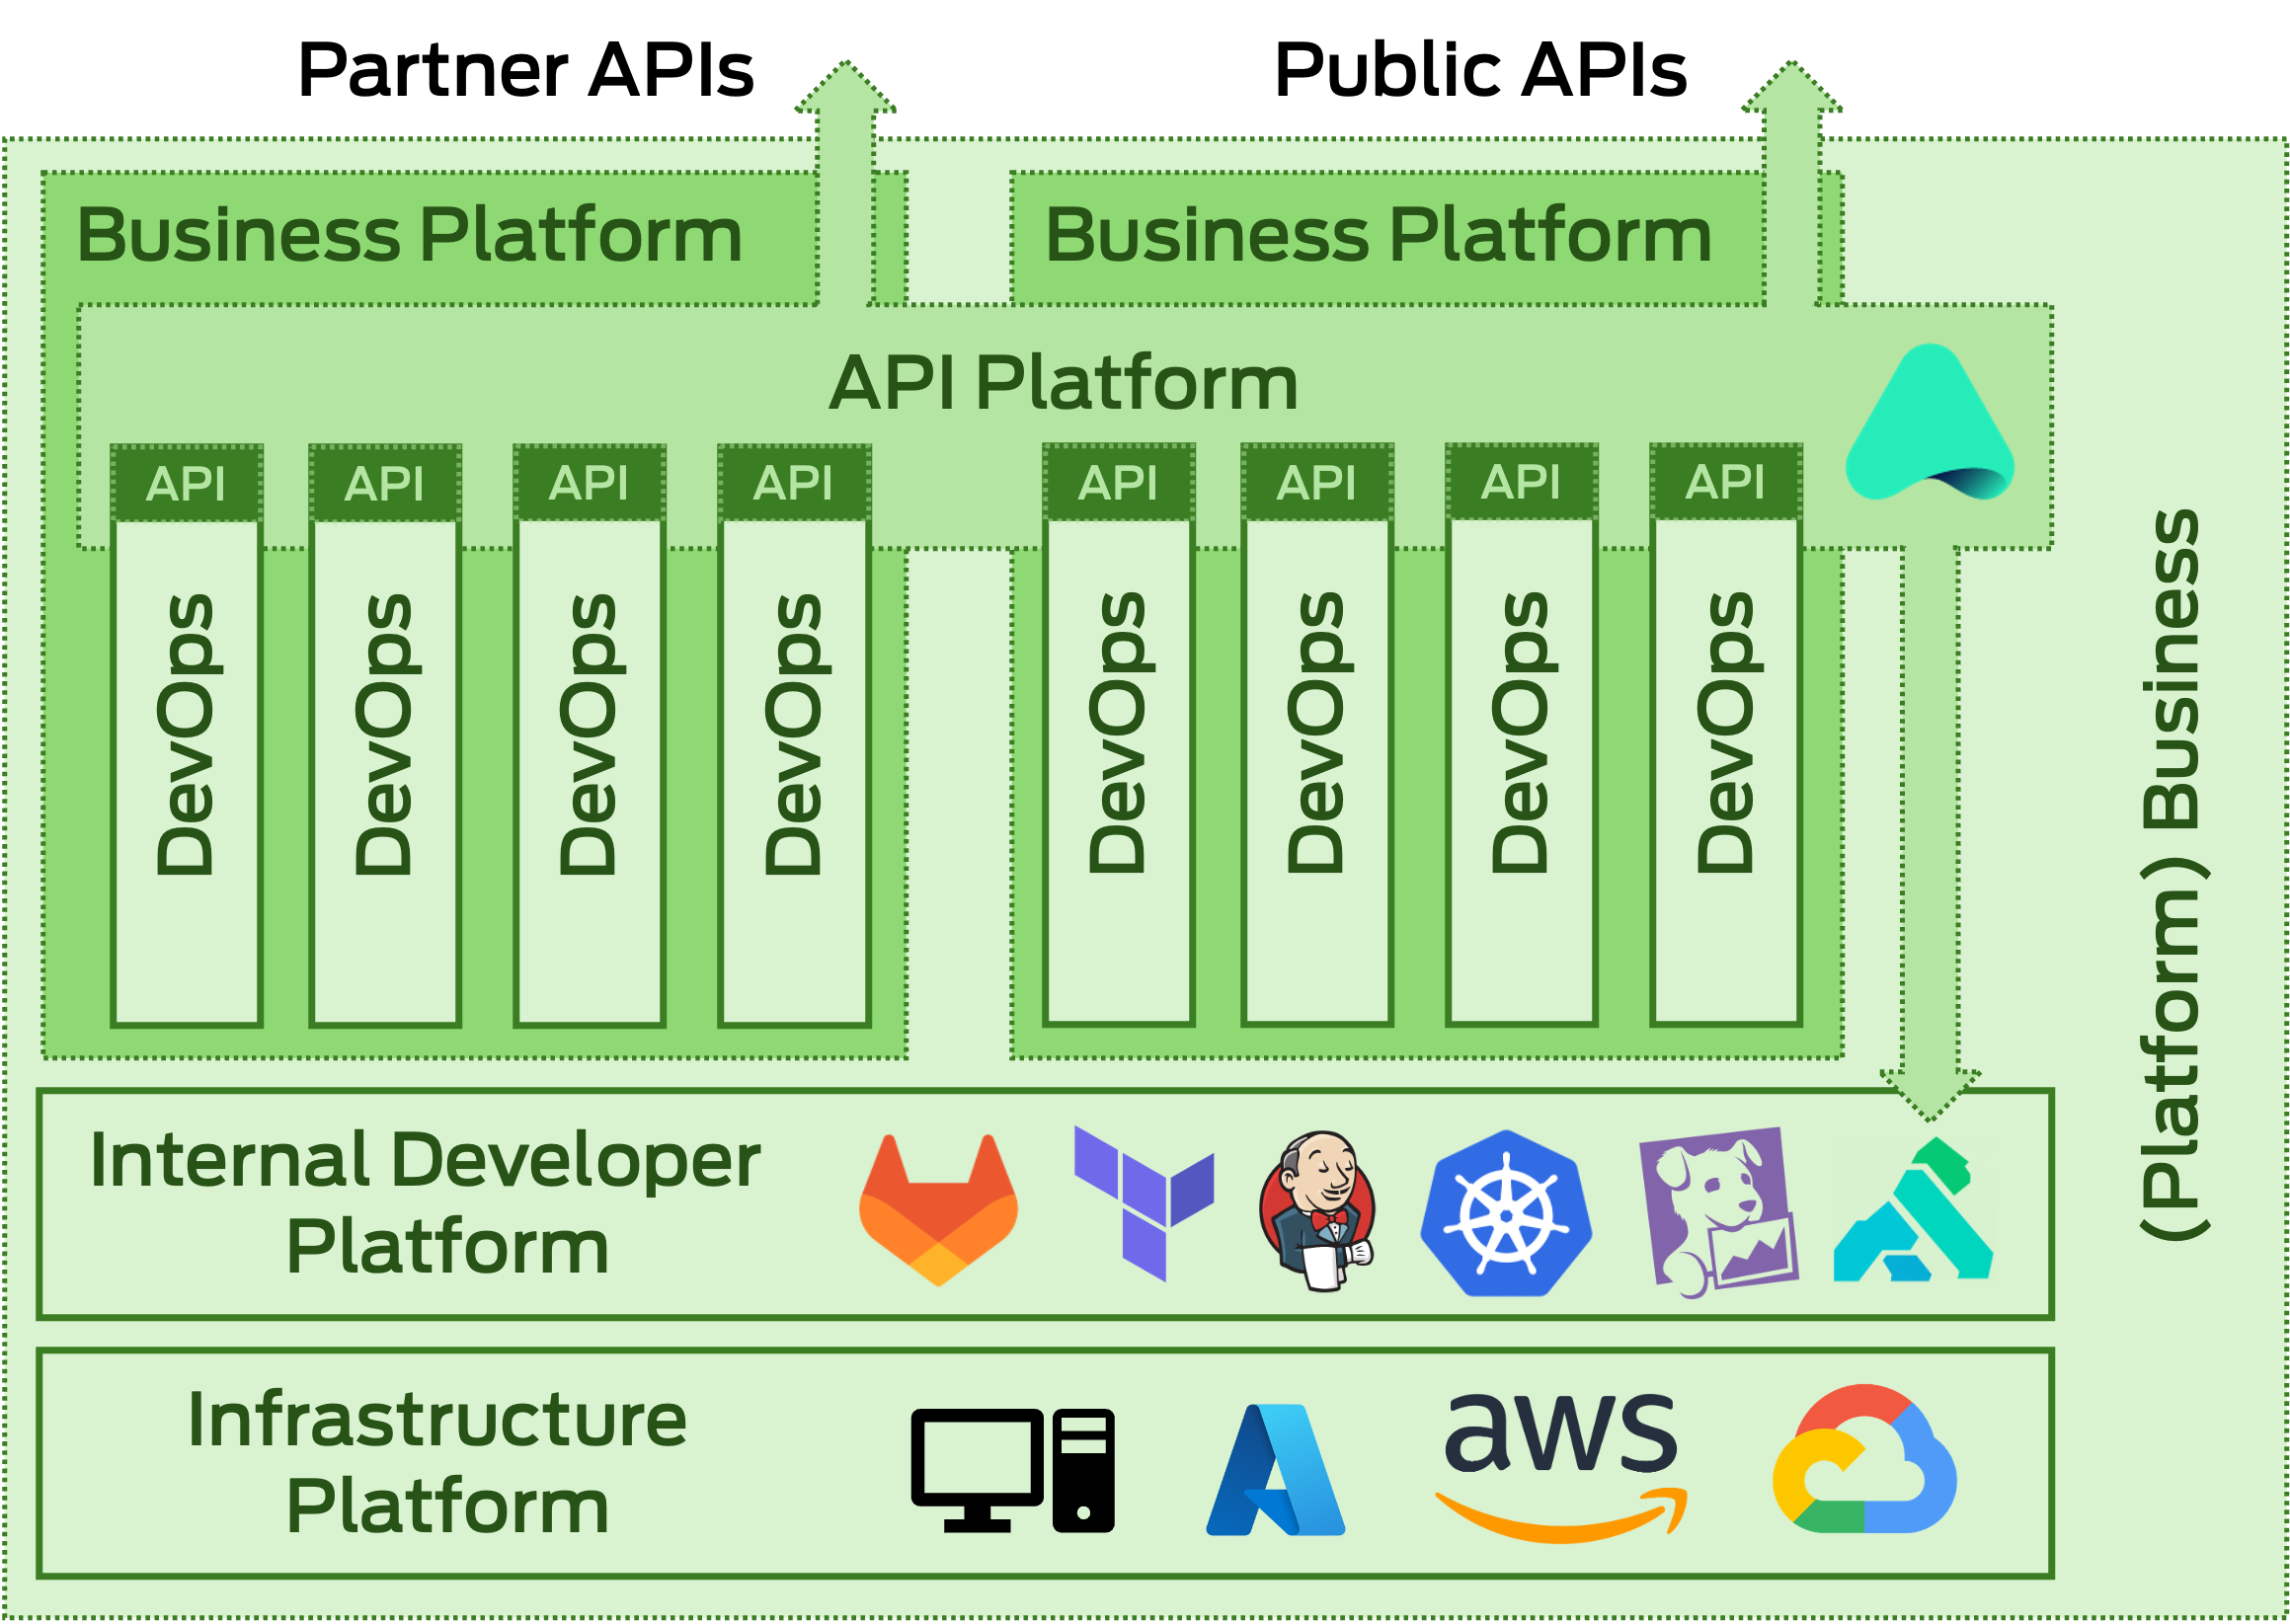 Partner APIs
Public APIs
Business Platform
Business Platform
API Platform
API
API
API
API
API
API
API
API
DevOps
DevOps
DevOps
DevOps
DevOps
DevOps
DevOps
DevOps
(Platform) Business
Internal Developer
Platform
Infrastructure
Platform
aws